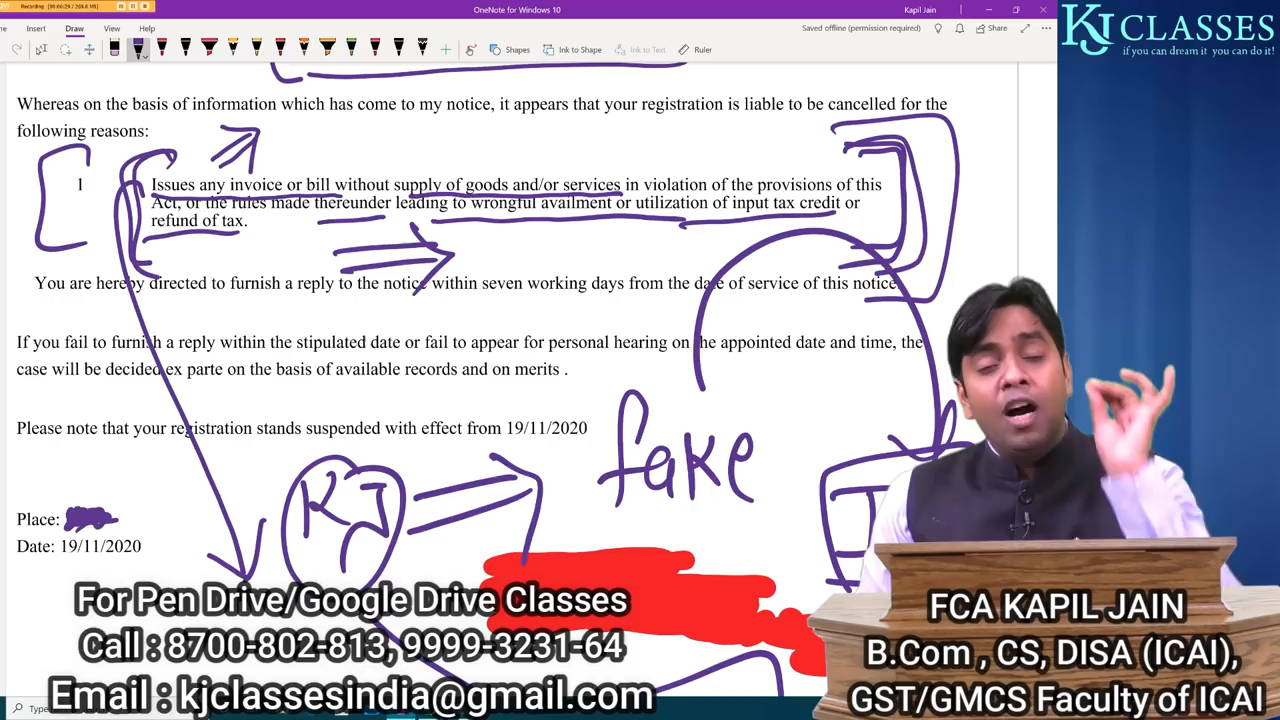 Recording [00:06:29 / 269.6 MB]
OneNote for Windows 10
Kapil Jain
Insert Draw View Help
Saved offline (permission required)
Share
Shapes Ink to Shape Ink to Text Ruler
KJ CLASSES
if you can dream it you can do it!
Whereas on the basis of information which has come to my notice, it appears that your registration is liable to be cancelled for the
following reasons:
1 Issues any invoice or bill without supply of goods and/or services in violation of the provisions of this
Act, or the rules made thereunder leading to wrongful availment or utilization of input tax credit or
refund of tax.
You are hereby directed to furnish a reply to the notice within seven working days from the date of service of this notice.
If you fail to furnish a reply within the stipulated date or fail to appear for personal hearing on the appointed date and time, the
case will be decided ex parte on the basis of available records and on merits .
Please note that your registration stands suspended with effect from 19/11/2020
fake
KJ
Place:
Date: 19/11/2020
For Pen Drive/Google Drive Classes
Call : 8700-802-813, 9999-3231-64
Email : kjclassesindia@gmail.com
FCA KAPIL JAIN
B.Com , CS, DISA (ICAI),
GST/GMCS Faculty of ICAI